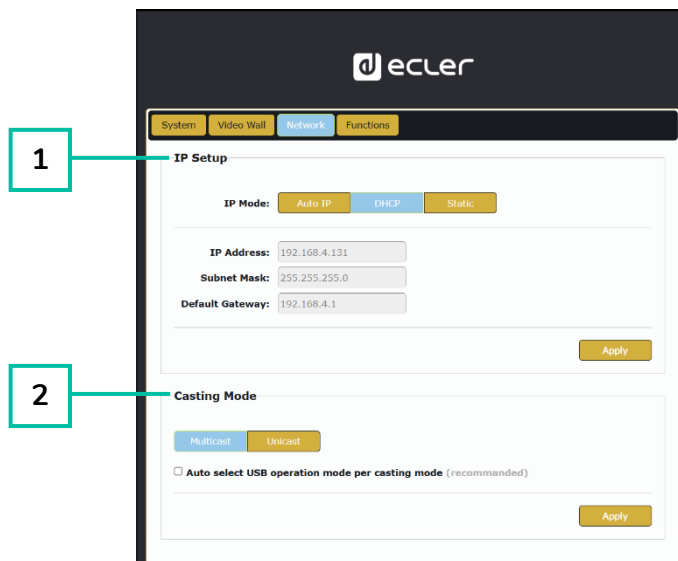 ecler
System Video Wall Network Functions
1
IP Setup
IP Mode: Auto IP DHCP Static
IP Address: 192.168.4.131
Subnet Mask: 255.255.255.0
Default Gateway: 192.168.4.1
Apply
2
Casting Mode
Multicast Unicast
Auto select USB operation mode per casting mode (recommanded)
Apply